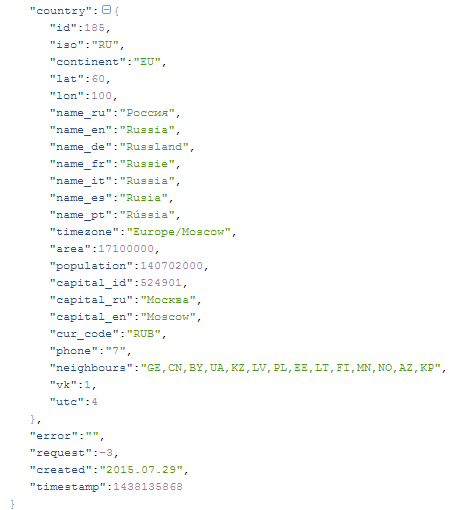 "country":{
"id":185,
"iso":"RU",
"continent":"EU",
"lat":60,
"lon":100,
"name_ru":"Россия",
"name_en":"Russia",
"name_de":"Russland",
"name_fr":"Russie",
"name_it":"Russia",
"name_es":"Rusia",
"name_pt":"Rússia",
"timezone":"Europe/Moscow",
"area":17100000,
"population":140702000,
"capital_id":524901,
"capital_ru":"Москва",
"capital_en":"Moscow",
"cur_code":"RUB",
"phone":"7",
"neighbours":"GE,CN,BY,UA,KZ,LV,PL,EE,LT,FI,MN,NO,AZ,KP",
"vk":1,
"utc":4
},
"error":"",
"request":-3,
"created":"2015.07.29",
"timestamp":1438135868
}